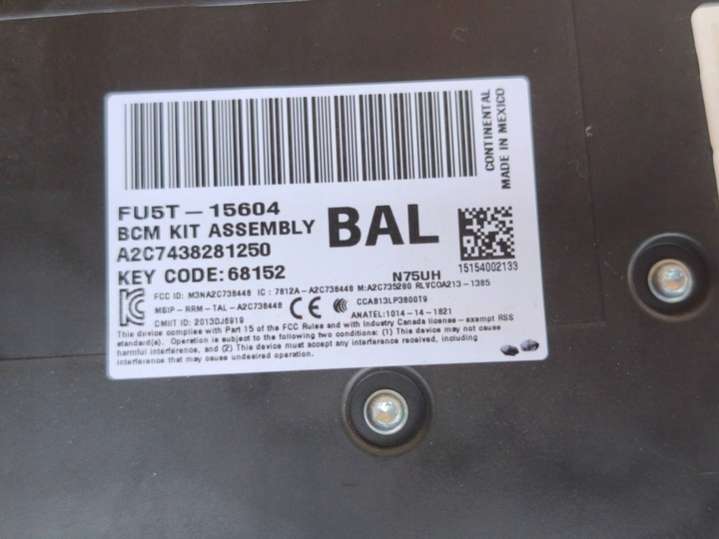 CONTINENTAL
MADE IN MEXICO
FU5T-15604
BCM KIT ASSEMBLY
BAL
A2C7438281250
KEY CODE:68152
N75UH
15154002133
FCC ID: M3NA2C738448 IC : 7812A-A2C738448 M:A2C735280 RLVCOA213-1385
MSIP-RRM-TAL-A2C738448
CE
CCAB13LP3800T9
DMIIT ID: 2013DJ6919
ANATEL:1014-14-1821
This device complies with Part 15 of the FCC Rules and with Industry Canada license - exempt RSS
standard(s). Operation is subject to the following two conditions: (1) This device may not cause
harmful interference, and (2) This device must accept any interference received, including
interference that may cause undesired operation.